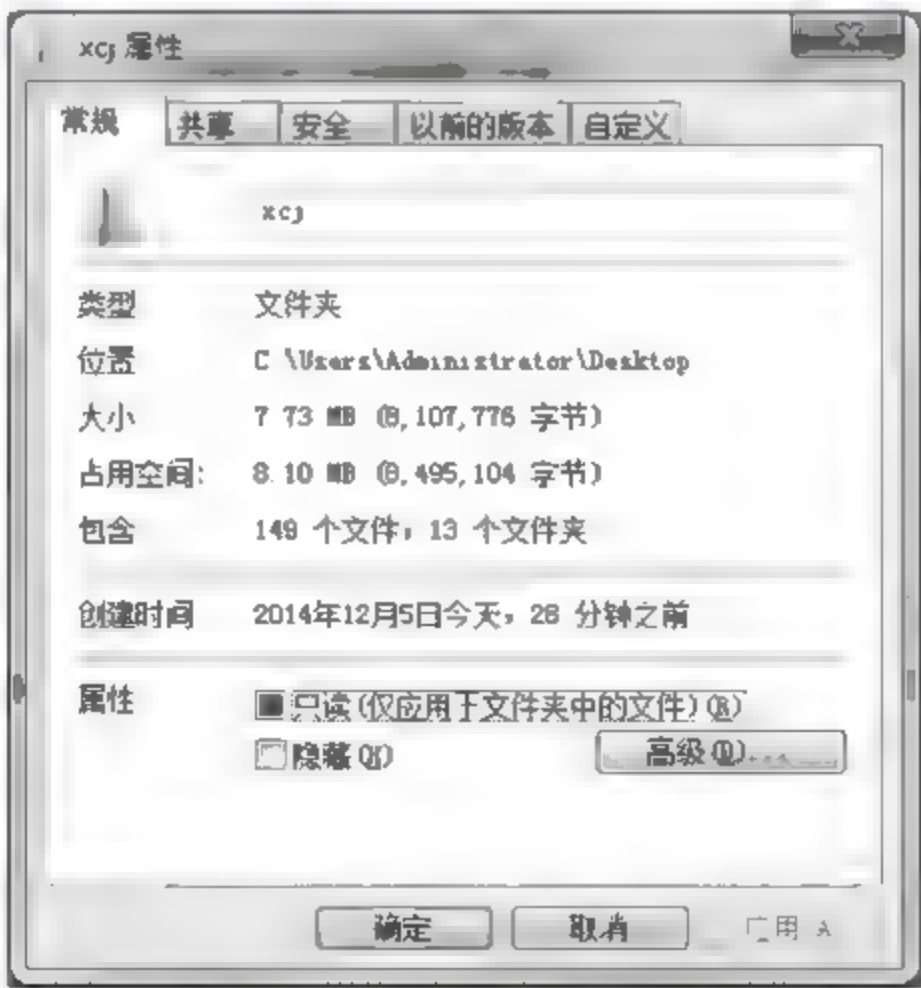 xcj 属性
常规 共享 安全 以前的版本 自定义
xcj
类型 文件夹
位置 C \Users\Administrator\Desktop
大小 7 73 MB (8,107,776 字节)
占用空间: 8.10 MB (8,495,104 字节)
包含 149 个文件，13 个文件夹
创建时间 2014年12月5日今天，28 分钟之前
属性 只读(仅应用于文件夹中的文件)(R)
隐藏(H) 高级(D)...
确定 取消 应用 A